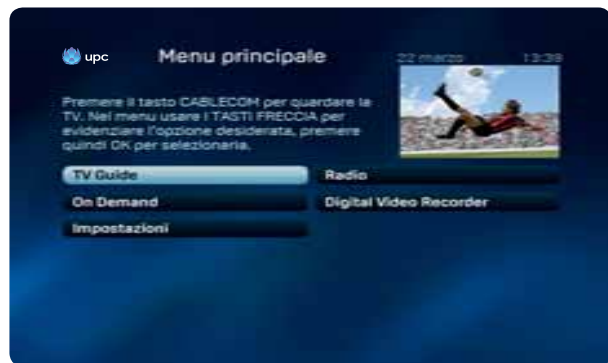 upc
Menu principale
22 marzo 13:39
Premere il tasto CABLECOM per guardare la
TV. Nel menu usare i TASTI FRECCIA per
evidenziare l'opzione desiderata, premere
quindi OK per selezionarla.
TV Guide
Radio
On Demand
Digital Video Recorder
Impostazioni